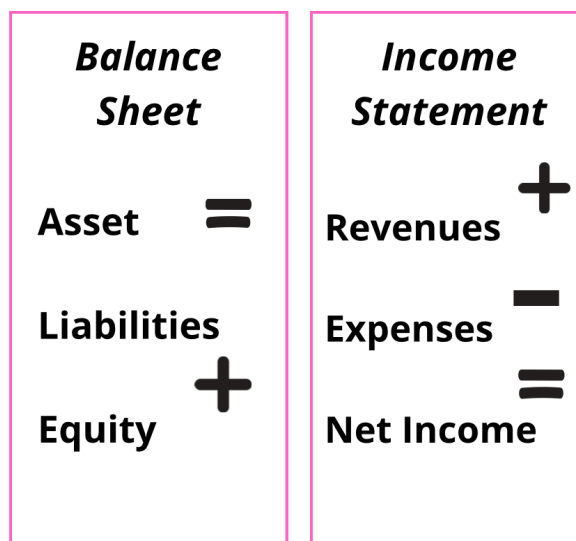 Balance
Sheet
Asset =
Liabilities
+
Equity
Income
Statement
+
Revenues
-
Expenses
=
Net Income